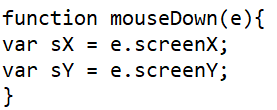 function mouseDown(e){
var sX = e.screenX;
var sY = e.screenY;
}